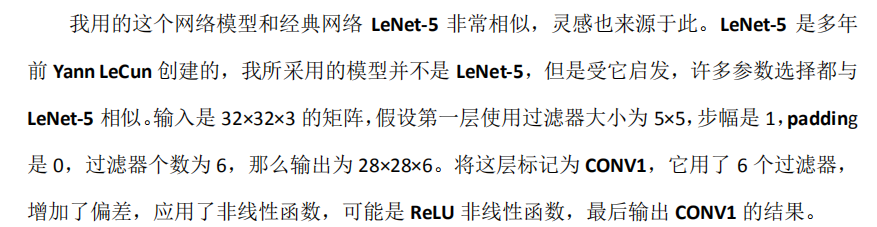 我用的这个网络模型和经典网络 LeNet-5 非常相似，灵感也来源于此。LeNet-5 是多年
前 Yann LeCun 创建的，我所采用的模型并不是 LeNet-5，但是受它启发，许多参数选择都与
LeNet-5 相似。输入是 32×32×3 的矩阵，假设第一层使用过滤器大小为 5×5，步幅是 1，padding
是 0，过滤器个数为 6，那么输出为 28×28×6。将这层标记为 CONV1，它用了 6 个过滤器，
增加了偏差，应用了非线性函数，可能是 ReLU 非线性函数，最后输出 CONV1 的结果。